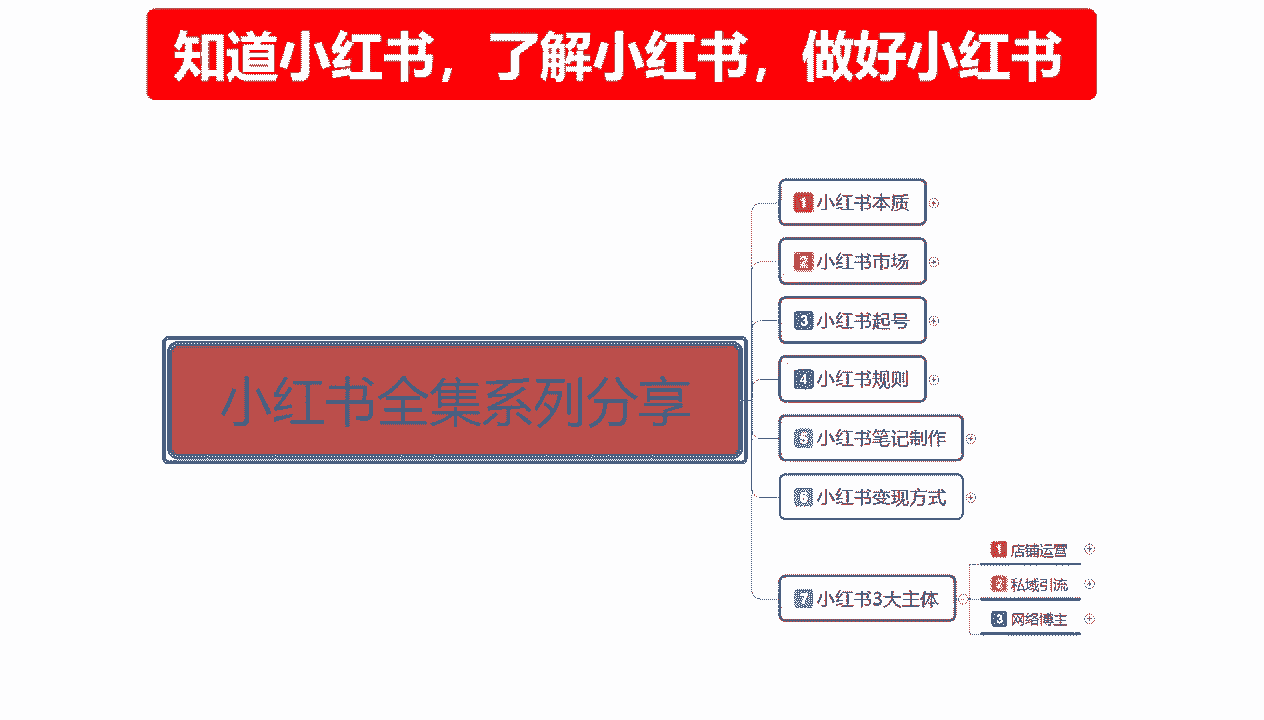 知道小红书，了解小红书，做好小红书
小红书全集系列分享
1 小红书本质
2 小红书市场
3 小红书起号
4 小红书规则
5 小红书笔记制作
6 小红书变现方式
7 小红书3大主体
1 店铺运营
2 私域引流
3 网络博主